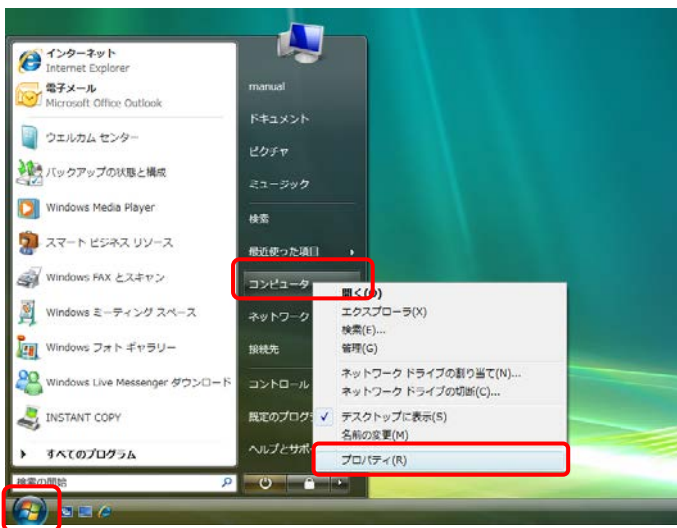 インターネット
Internet Explorer
電子メール
Microsoft Office Outlook
ウエルカム センター
バックアップの状態と構成
Windows Media Player
スマート ビジネス リソース
Windows FAX とスキャン
Windows ミーティング スペース
Windows フォト ギャラリー
Windows Live Messenger ダウンロード
INSTANT COPY
すべてのプログラム
検索の開始
manual
ドキュメント
ピクチャ
ミュージック
検索
最近使った項目
コンピュータ
ネットワーク
接続先
コントロール
既定のプログ
ヘルプとサポ
開く(O)
エクスプローラ(X)
検索(E)...
管理(G)
ネットワーク ドライブの割り当て(N)...
ネットワーク ドライブの切断(C)...
デスクトップに表示(S)
名前の変更(M)
プロパティ(R)